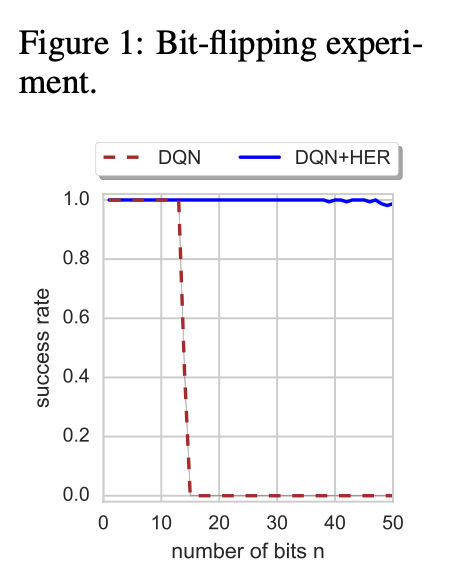 Figure 1: Bit-flipping experi-
ment.
DQN DQN+HER
1.0
0.8
0.6
0.4
0.2
0.0
success rate
0 10 20 30 40 50
number of bits n